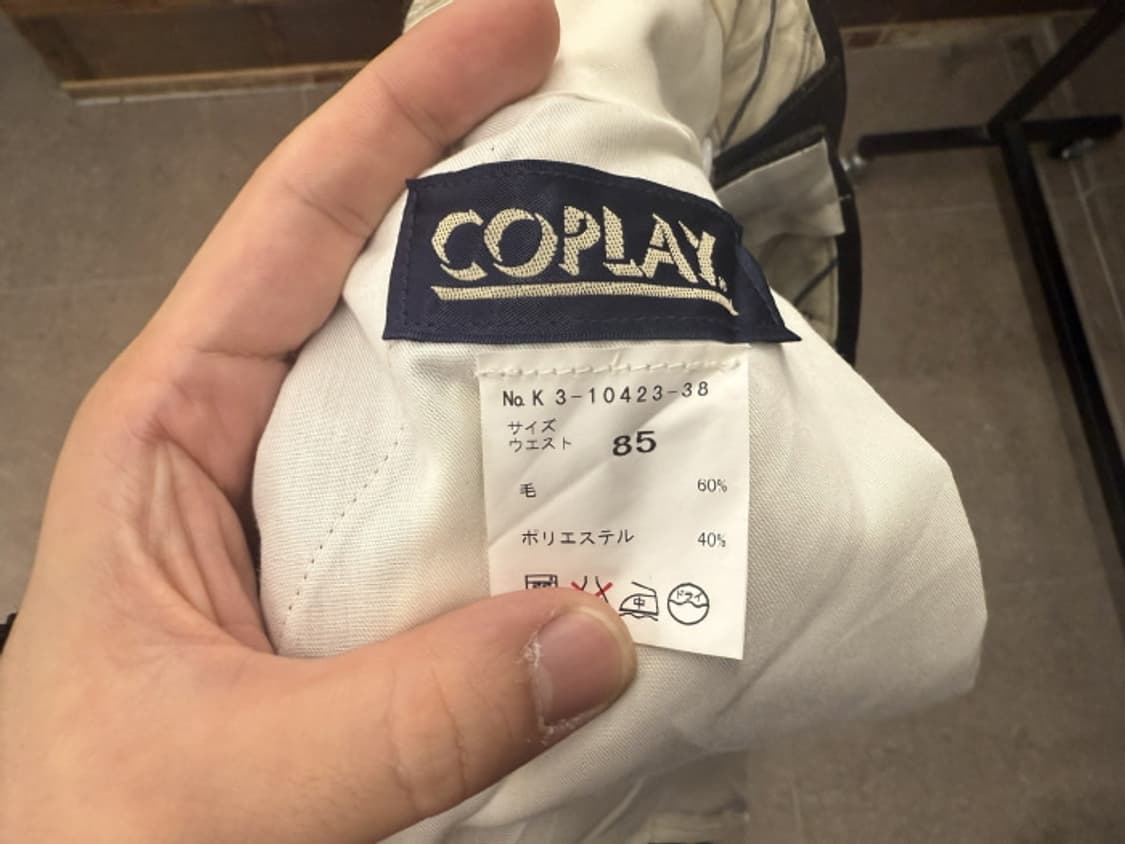 COPLAY.
No. K 3-10423-38
サイズ
ウエスト 85
毛 60%
ポリエステル 40%
中 ドライ